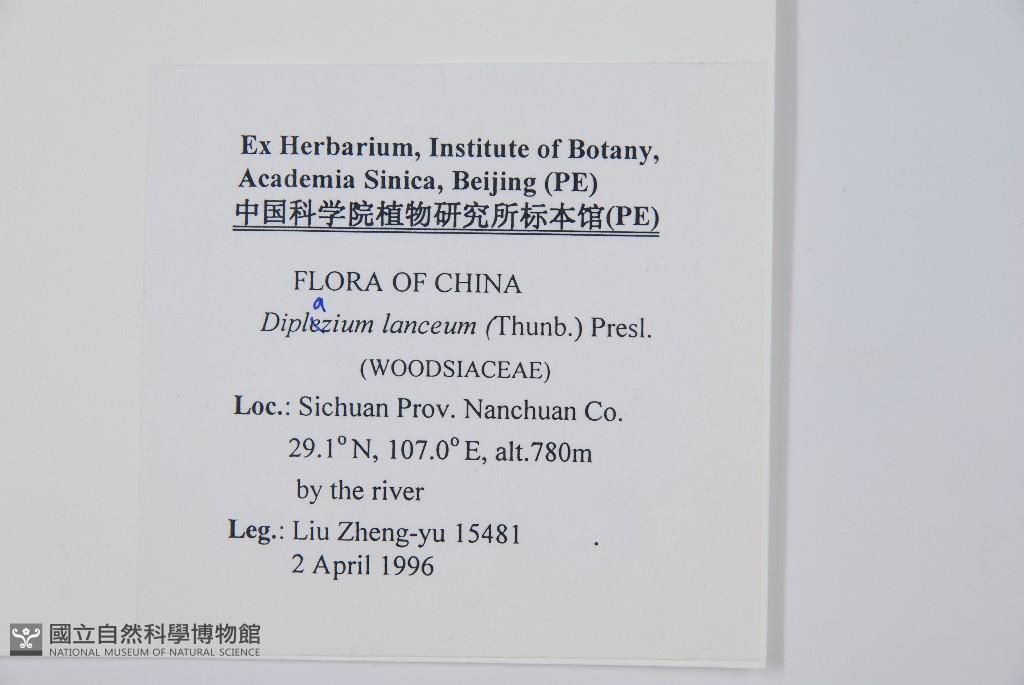 Ex Herbarium, Institute of Botany,
Academia Sinica, Beijing (PE)
中国科学院植物研究所标本馆(PE)
FLORA OF CHINA
a
Diplezium lanceum (Thunb.) Presl.
(WOODSIACEAE)
Loc.: Sichuan Prov. Nanchuan Co.
29.1° N, 107.0° E, alt.780m
by the river
Leg.: Liu Zheng-yu 15481 .
2 April 1996
國立自然科學博物館
NATIONAL MUSEUM OF NATURAL SCIENCE